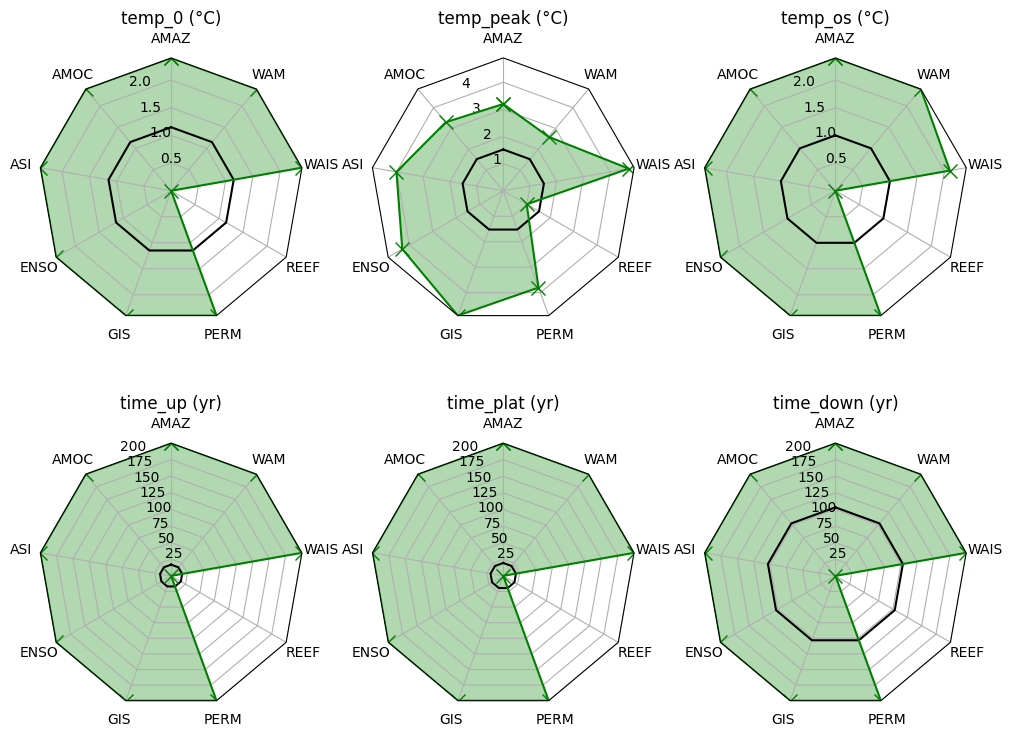 temp_0 (°C)
AMAZ
WAM
AMOC
2.0
1.5
1.0
0.5
ASI
WAIS
ENSO
REEF
GIS
PERM
temp_peak (°C)
AMAZ
WAM
AMOC
4
3
2
1
ASI
WAIS
ENSO
REEF
GIS
PERM
temp_os (°C)
AMAZ
WAM
AMOC
2.0
1.5
1.0
0.5
ASI
WAIS
ENSO
REEF
GIS
PERM
time_up (yr)
AMAZ
WAM
AMOC
200
175
150
125
100
75
50
25
ASI
WAIS
ENSO
REEF
GIS
PERM
time_plat (yr)
AMAZ
WAM
AMOC
200
175
150
125
100
75
50
25
ASI
WAIS
ENSO
REEF
GIS
PERM
time_down (yr)
AMAZ
WAM
AMOC
200
175
150
125
100
75
50
25
ASI
WAIS
ENSO
REEF
GIS
PERM